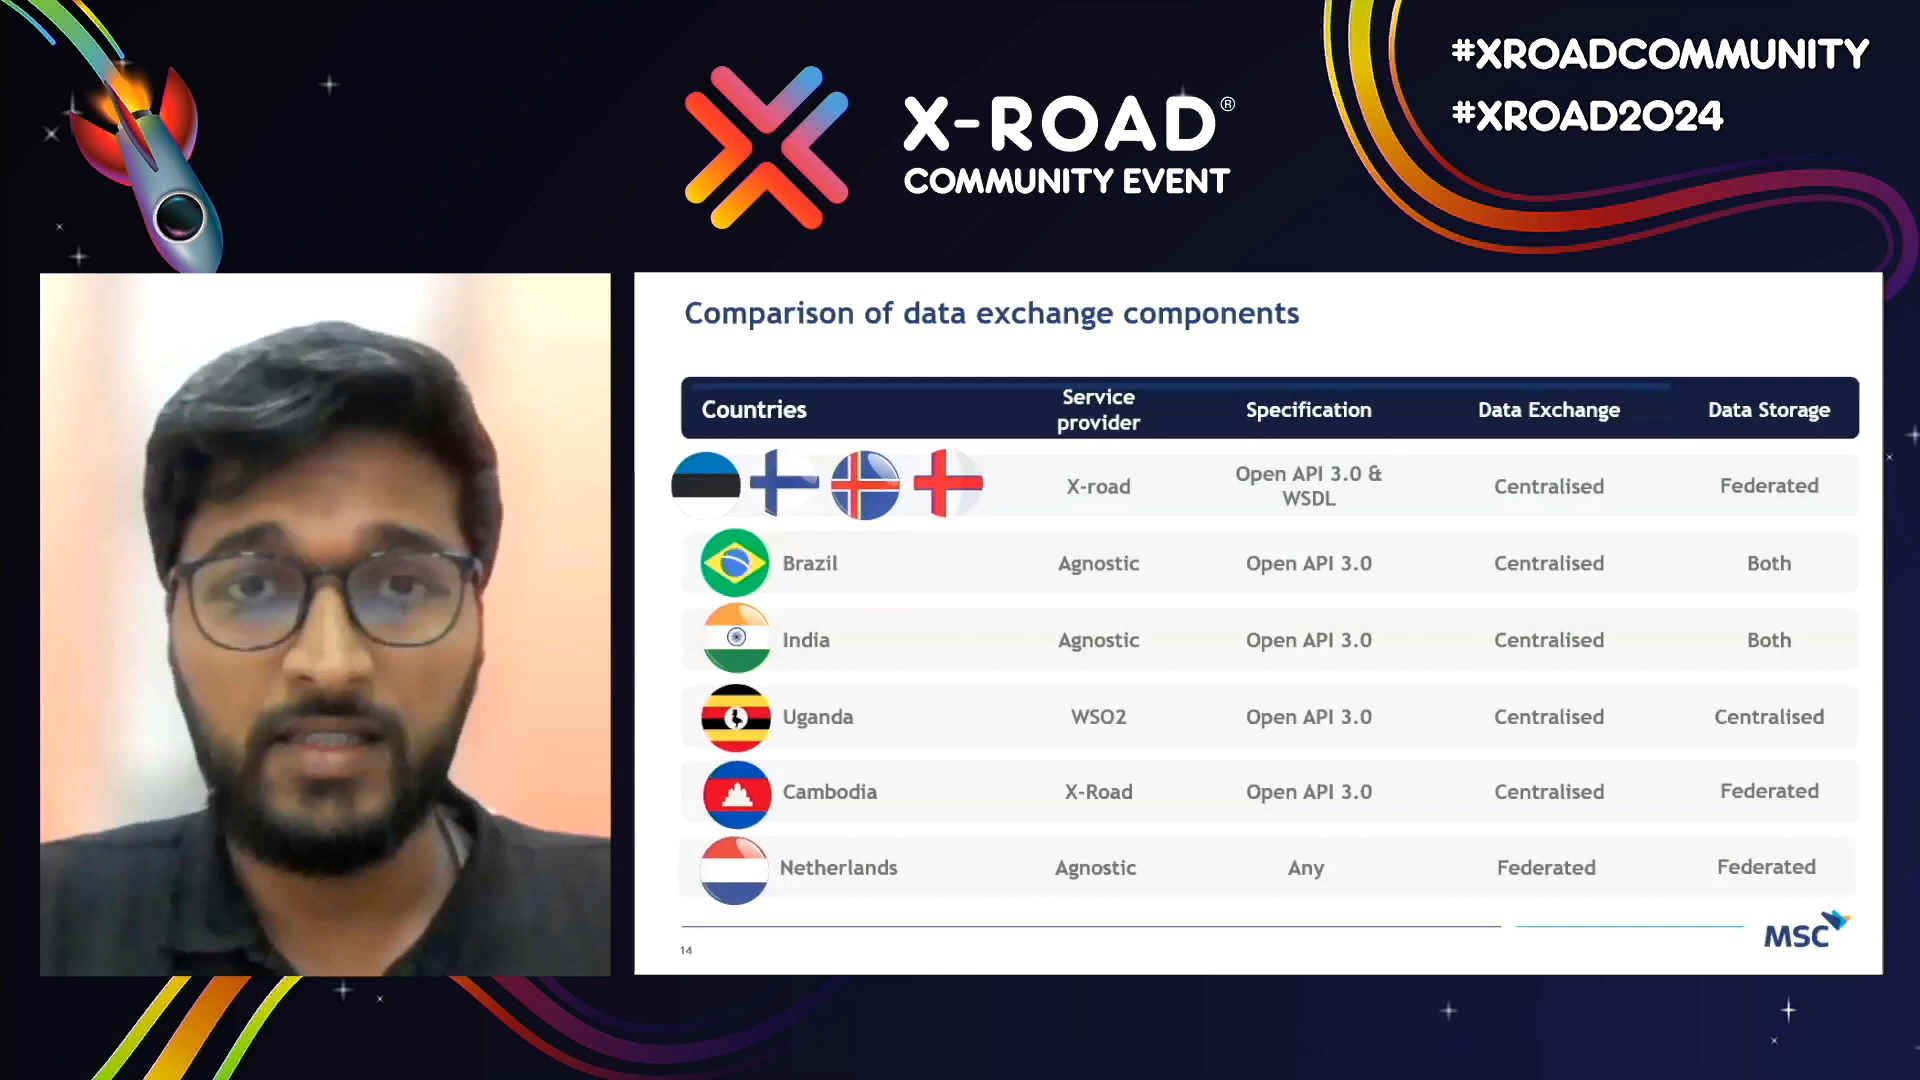 #XROADCOMMUNITY
#XROAD2024
X-ROAD®
COMMUNITY EVENT
Comparison of data exchange components
Countries
Service
provider
Specification
Data Exchange
Data Storage
X-road
Open API 3.0 &
WSDL
Centralised
Federated
Brazil
Agnostic
Open API 3.0
Centralised
Both
India
Agnostic
Open API 3.0
Centralised
Both
Uganda
WSO2
Open API 3.0
Centralised
Centralised
Cambodia
X-Road
Open API 3.0
Centralised
Federated
Netherlands
Agnostic
Any
Federated
Federated
14
MSC